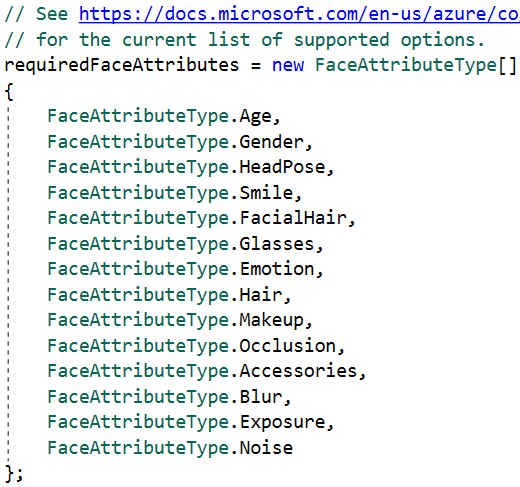 // See https://docs.microsoft.com/en-us/azure/co
// for the current list of supported options.
requiredFaceAttributes = new FaceAttributeType[]
{
FaceAttributeType.Age,
FaceAttributeType.Gender,
FaceAttributeType.HeadPose,
FaceAttributeType.Smile,
FaceAttributeType.FacialHair,
FaceAttributeType.Glasses,
FaceAttributeType.Emotion,
FaceAttributeType.Hair,
FaceAttributeType.Makeup,
FaceAttributeType.Occlusion,
FaceAttributeType.Accessories,
FaceAttributeType.Blur,
FaceAttributeType.Exposure,
FaceAttributeType.Noise
};